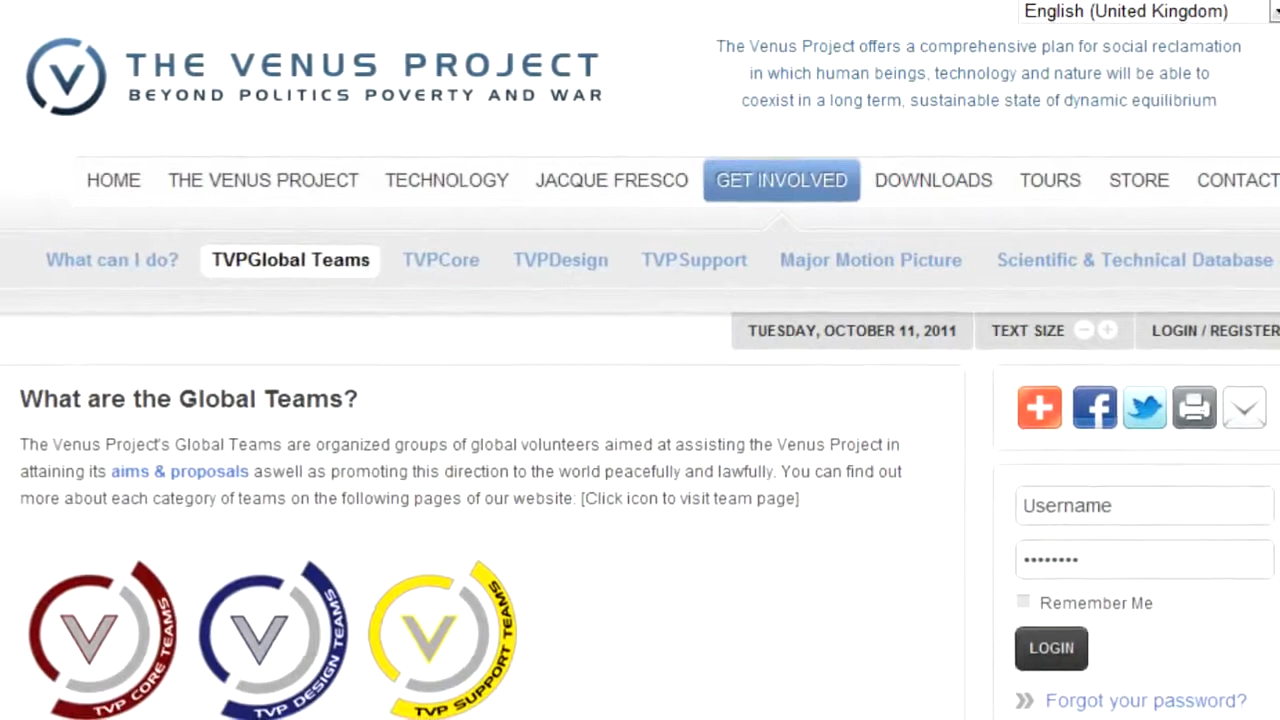 English (United Kingdom)
THE VENUS PROJECT
BEYOND POLITICS POVERTY AND WAR
The Venus Project offers a comprehensive plan for social reclamation
in which human beings, technology and nature will be able to
coexist in a long term, sustainable state of dynamic equilibrium
HOME THE VENUS PROJECT TECHNOLOGY JACQUE FRESCO GET INVOLVED DOWNLOADS TOURS STORE CONTACT
What can I do? TVPGlobal Teams TVPCore TVPDesign TVPSupport Major Motion Picture Scientific & Technical Database
TUESDAY, OCTOBER 11, 2011 TEXT SIZE LOGIN / REGISTER
What are the Global Teams?
The Venus Project's Global Teams are organized groups of global volunteers aimed at assisting the Venus Project in
attaining its aims & proposals aswell as promoting this direction to the world peacefully and lawfully. You can find out
more about each category of teams on the following pages of our website: [Click icon to visit team page]
TVP CORE TEAMS
TVP DESIGN TEAMS
TVP SUPPORT TEAMS
Username
••••••••
Remember Me
LOGIN
Forgot your password?